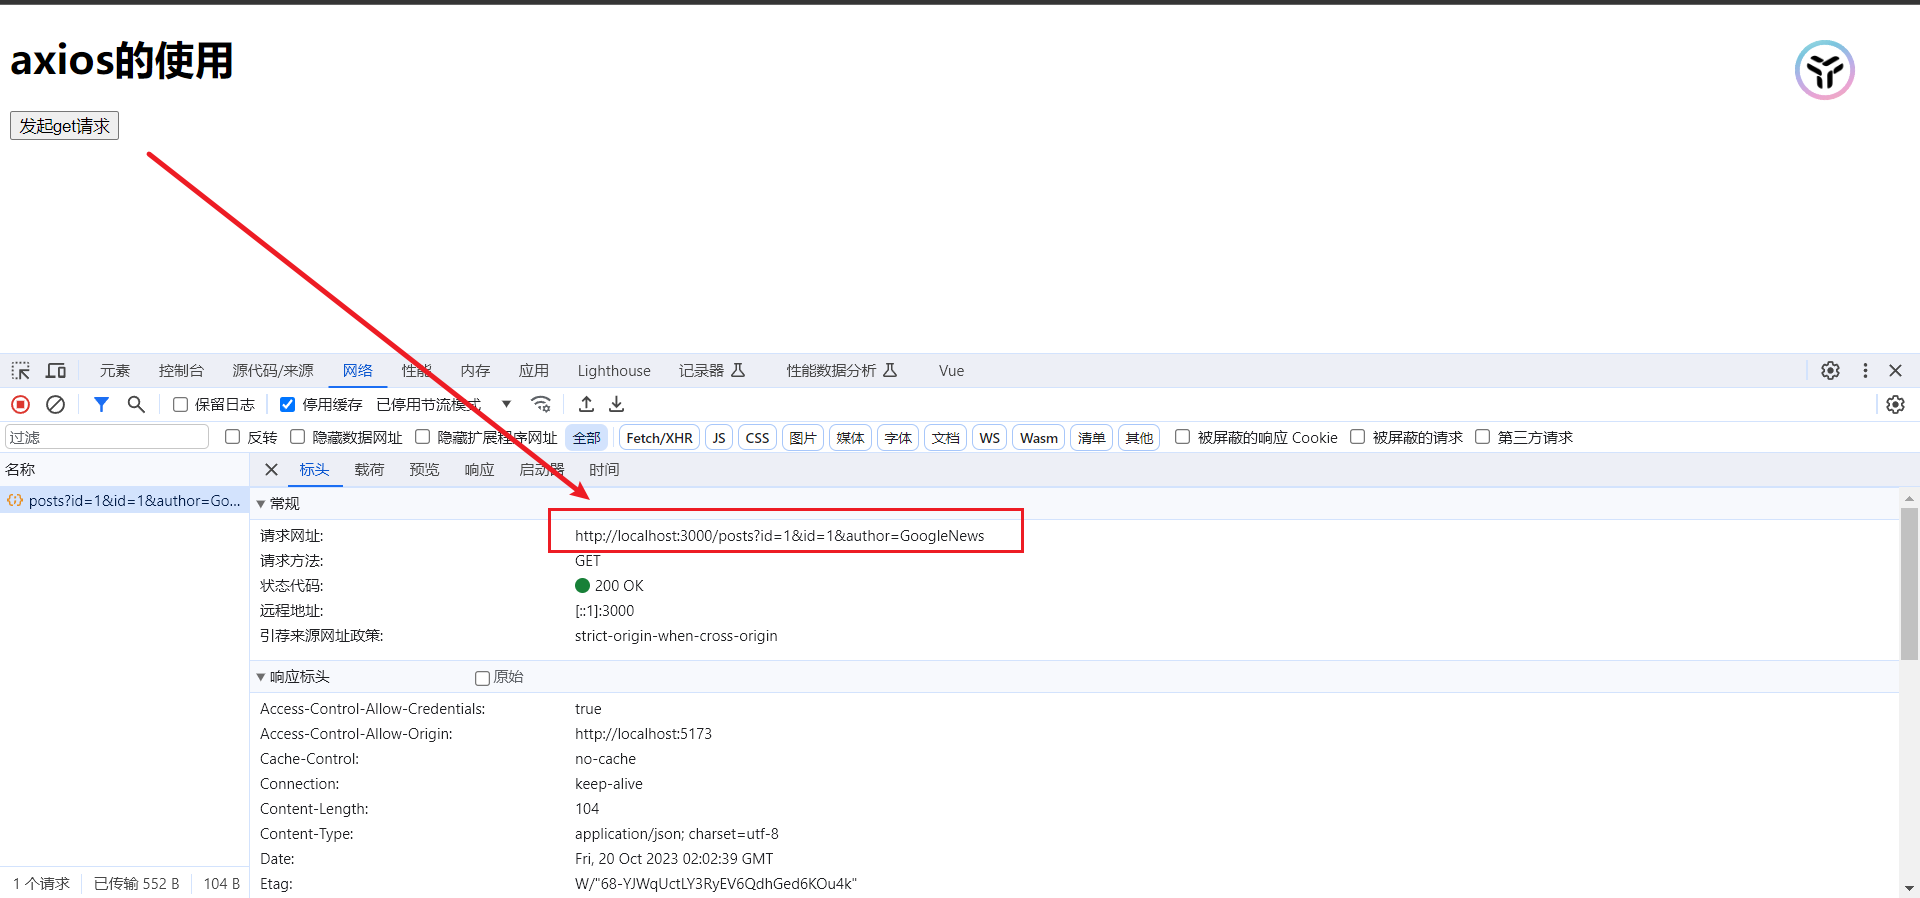 axios的使用
发起get请求
元素 控制台 源代码/来源 网络 性能 内存 应用 Lighthouse 记录器 性能数据分析 Vue
保留日志 停用缓存 已停用节流模式
过滤 反转 隐藏数据网址 隐藏扩展程序网址 全部 Fetch/XHR JS CSS 图片 媒体 字体 文档 WS Wasm 清单 其他 被屏蔽的响应 Cookie 被屏蔽的请求 第三方请求
名称 标头 载荷 预览 响应 启动器 时间
posts?id=1&id=1&author=Go... 常规
请求网址: http://localhost:3000/posts?id=1&id=1&author=GoogleNews
请求方法: GET
状态代码: 200 OK
远程地址: [::1]:3000
引荐来源网址政策: strict-origin-when-cross-origin
响应标头 原始
Access-Control-Allow-Credentials: true
Access-Control-Allow-Origin: http://localhost:5173
Cache-Control: no-cache
Connection: keep-alive
Content-Length: 104
Content-Type: application/json; charset=utf-8
Date: Fri, 20 Oct 2023 02:02:39 GMT
1 个请求 已传输 552 B 104 B Etag: W/"68-YJWqUctLY3RyEV6QdhGed6KOu4k"